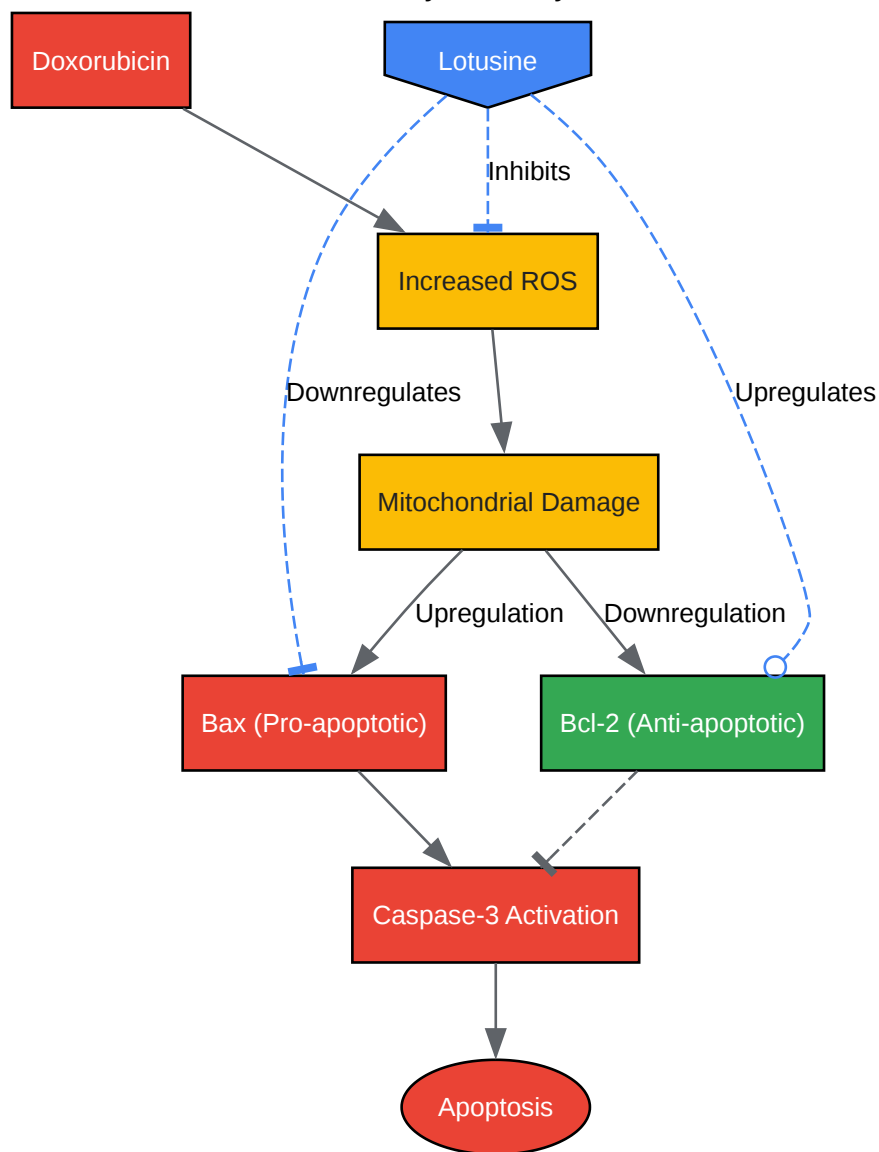 Doxorubicin
Lotusine
Inhibits
Increased ROS
Downregulates
Upregulates
Mitochondrial Damage
Upregulation
Downregulation
Bax (Pro-apoptotic)
Bcl-2 (Anti-apoptotic)
Caspase-3 Activation
Apoptosis